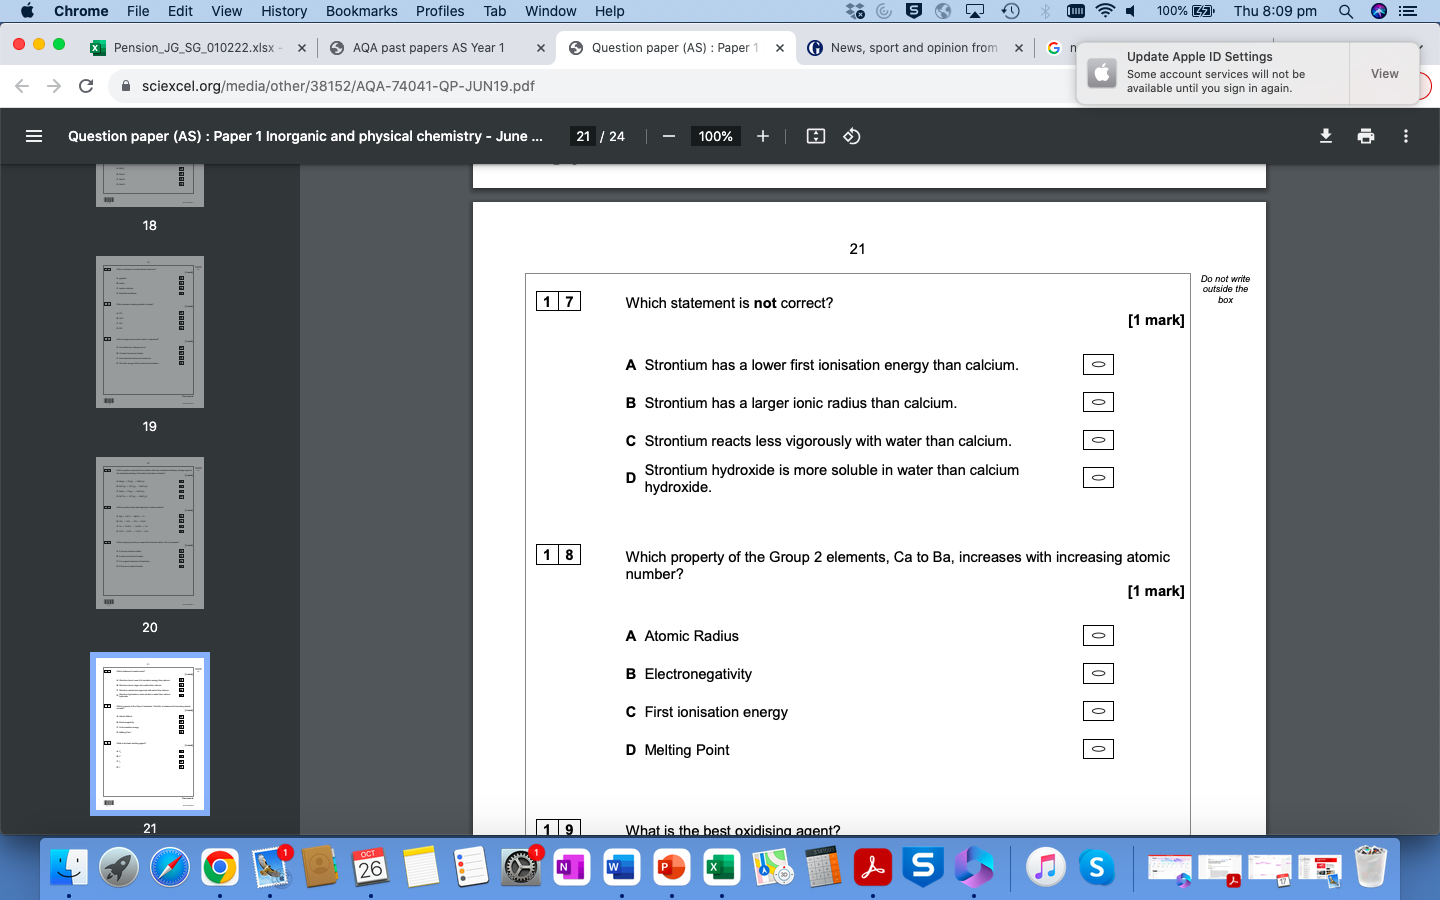 Chrome File Edit View History Bookmarks Profiles Tab Window Help 100% Thu 8:09 pm
Pension_JG_SG_010222.xlsx - AQA past papers AS Year 1 Question paper (AS) : Paper 1 News, sport and opinion from
Update Apple ID Settings
Some account services will not be
available until you sign in again.
View
sciexcel.org/media/other/38152/AQA-74041-QP-JUN19.pdf
Question paper (AS) : Paper 1 Inorganic and physical chemistry - June ... 21 / 24 100%
18
19
20
21
21
Do not write
outside the
box
1 7 Which statement is not correct?
[1 mark]
A Strontium has a lower first ionisation energy than calcium.
B Strontium has a larger ionic radius than calcium.
C Strontium reacts less vigorously with water than calcium.
D Strontium hydroxide is more soluble in water than calcium
hydroxide.
1 8 Which property of the Group 2 elements, Ca to Ba, increases with increasing atomic
number?
[1 mark]
A Atomic Radius
B Electronegativity
C First ionisation energy
D Melting Point
1 9 What is the best oxidising agent?
1
OCT
26
1
N
W
P
X
3D
S
S
17